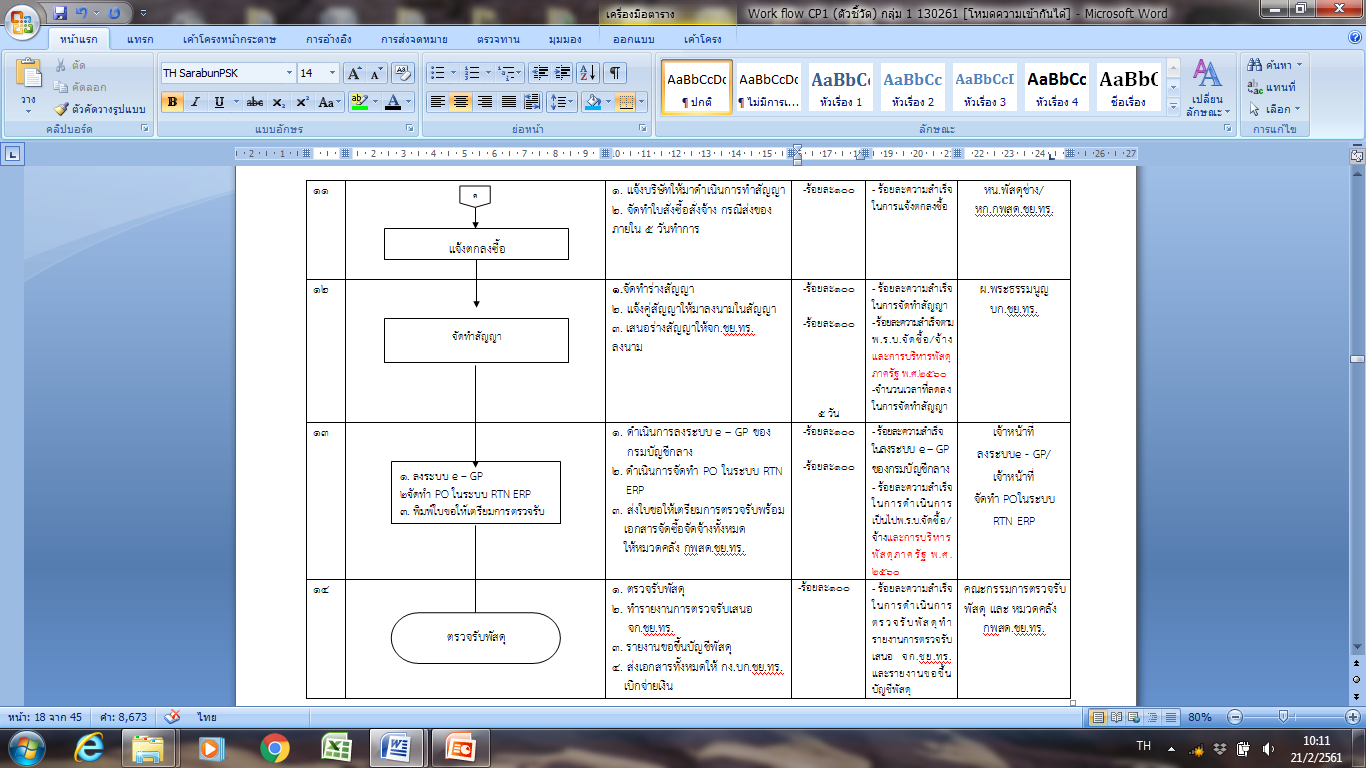 เครื่องมือตาราง
Work flow CP1 (ตัวชี้วัด) กลุ่ม 1 130261 [โหมดความเข้ากันได้] - Microsoft Word
หน้าแรก แทรก เค้าโครงหน้ากระดาษ การอ้างอิง การส่งจดหมาย ตรวจทาน มุมมอง ออกแบบ เค้าโครง
วาง
ตัด
คัดลอก
ตัวคัดวางรูปแบบ
คลิปบอร์ด
TH SarabunPSK 14
B I U abc X₂ X² Aa
แบบอักษร
ย่อหน้า
AaBbCcDc AaBbCcDc AaBbCc AaBbCc AaBbCcI AaBbCc AaBbC
¶ ปกติ ¶ ไม่มีการเ... หัวเรื่อง 1 หัวเรื่อง 2 หัวเรื่อง 3 หัวเรื่อง 4 ชื่อเรื่อง
เปลี่ยน
ลักษณะ
ลักษณะ
ค้นหา
แทนที่
เลือก
การแก้ไข
๑๑
๑
แจ้งตกลงซื้อ
๑. แจ้งบริษัทให้มาดำเนินการทำสัญญา
๒. จัดทำใบสั่งซื้อสั่งจ้าง กรณีส่งของ
ภายใน ๕ วันทำการ
-ร้อยละ๑๐๐
- ร้อยละความสำเร็จ
ในการแจ้งตกลงซื้อ
หน.พัสดุช่าง/
หก.กพสด.ชย.ทร.
๑๒
จัดทำสัญญา
๑.จัดทำร่างสัญญา
๒. แจ้งคู่สัญญาให้มาลงนามในสัญญา
๓. เสนอร่างสัญญาให้จก.ชย.ทร.
ลงนาม
-ร้อยละ๑๐๐
-ร้อยละ๑๐๐
๕ วัน
- ร้อยละความสำเร็จ
ในการจัดทำสัญญา
-ร้อยละความสำเร็จตาม
พ.ร.บ.จัดซื้อ/จ้าง
และการบริหารพัสดุ
ภาครัฐ พ.ศ.๒๕๖๐
-จำนวนเวลาที่ลดลง
ในการจัดทำสัญญา
ผ.พระธรรมนูญ
บก.ชย.ทร.
๑๓
๑. ลงระบบ e – GP
๒จัดทำ PO ในระบบ RTN ERP
๓. พิมพ์ใบขอให้เตรียมการตรวจรับ
๑. ดำเนินการลงระบบ e – GP ของ
กรมบัญชีกลาง
๒. ดำเนินการจัดทำ PO ในระบบ RTN
ERP
๓. ส่งใบขอให้เตรียมการตรวจรับพร้อม
เอกสารจัดซื้อจัดจ้างทั้งหมด
ให้หมวดคลัง กพสด.ชย.ทร.
-ร้อยละ๑๐๐
-ร้อยละ๑๐๐
- ร้อยละความสำเร็จ
ในลงระบบ e – GP
ของกรมบัญชีกลาง
- ร้อยละความสำเร็จ
ในการดำเนินการ
เป็นไปพ.ร.บ.จัดซื้อ/
จ้างและการบริหาร
พัสดุภาครัฐ พ.ศ.
๒๕๖๐
เจ้าหน้าที่
ลงระบบe - GP/
เจ้าหน้าที่
จัดทำ POในระบบ
RTN ERP
๑๔
ตรวจรับพัสดุ
๑. ตรวจรับพัสดุ
๒. ทำรายงานการตรวจรับเสนอ
จก.ชย.ทร.
๓. รายงานขอขึ้นบัญชีพัสดุ
๔. ส่งเอกสารทั้งหมดให้ กง.บก.ชย.ทร.
เบิกจ่ายเงิน
-ร้อยละ๑๐๐
- ร้อยละความสำเร็จ
ในการดำเนินการ
ตรวจรับพัสดุทำ
รายงานการตรวจรับ
เสนอ จก.ชย.ทร.
และรายงานขอขึ้น
บัญชีพัสดุ
คณะกรรมการตรวจรับ
พัสดุ และ หมวดคลัง
กพสด.ชย.ทร.
หน้า: 18 จาก 45 คำ: 8,673 ไทย 80%
TH 10:11
21/2/2561